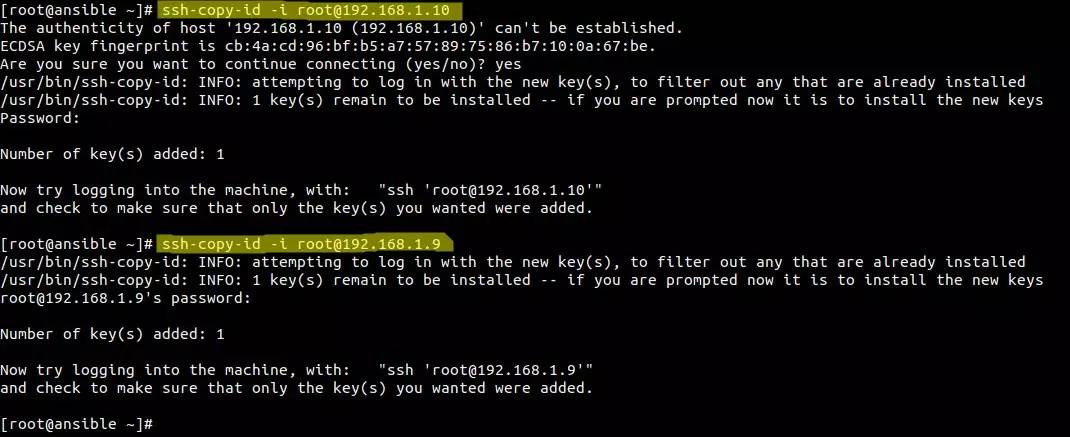 [root@ansible ~]# ssh-copy-id -i root@192.168.1.10
The authenticity of host '192.168.1.10 (192.168.1.10)' can't be established.
ECDSA key fingerprint is cb:4a:cd:96:bf:b5:a7:57:89:75:86:b7:10:0a:67:be.
Are you sure you want to continue connecting (yes/no)? yes
/usr/bin/ssh-copy-id: INFO: attempting to log in with the new key(s), to filter out any that are already installed
/usr/bin/ssh-copy-id: INFO: 1 key(s) remain to be installed -- if you are prompted now it is to install the new keys
Password:
Number of key(s) added: 1
Now try logging into the machine, with:   "ssh 'root@192.168.1.10'"
and check to make sure that only the key(s) you wanted were added.
[root@ansible ~]# ssh-copy-id -i root@192.168.1.9
/usr/bin/ssh-copy-id: INFO: attempting to log in with the new key(s), to filter out any that are already installed
/usr/bin/ssh-copy-id: INFO: 1 key(s) remain to be installed -- if you are prompted now it is to install the new keys
root@192.168.1.9's password:
Number of key(s) added: 1
Now try logging into the machine, with:   "ssh 'root@192.168.1.9'"
and check to make sure that only the key(s) you wanted were added.
[root@ansible ~]#